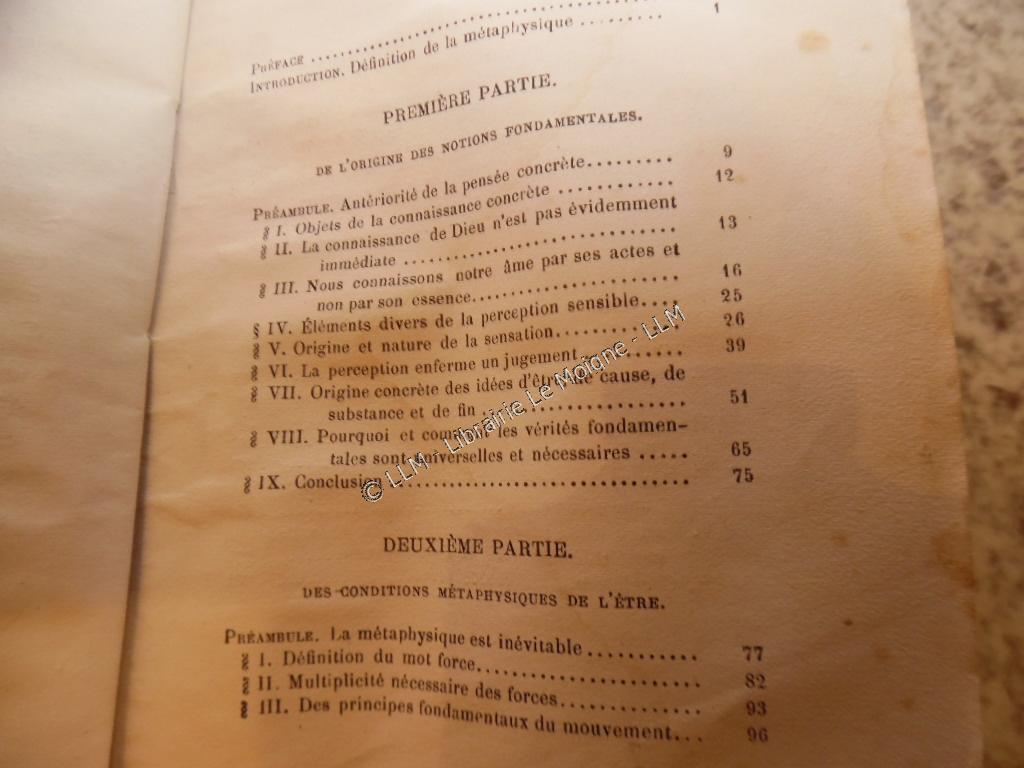 PRÉFACE ........................
INTRODUCTION. Définition de la métaphysique ......... 1
PREMIÈRE PARTIE.
DE L'ORIGINE DES NOTIONS FONDAMENTALES.
PRÉAMBULE. Antériorité de la pensée concrète......... 9
§ I. Objets de la connaissance concrète ............ 12
§ II. La connaissance de Dieu n'est pas évidemment
immédiate ........................ 13
§ III. Nous connaissons notre âme par ses actes et
non par son essence.................. 16
§ IV. Éléments divers de la perception sensible.... 25
§ V. Origine et nature de la sensation............ 26
§ VI. La perception enferme un jugement .......... 39
§ VII. Origine concrète des idées d'être de cause, de
substance et de fin .................. 51
§ VIII. Pourquoi et comment les vérités fondamen-
tales sont universelles et nécessaires ..... 65
§ IX. Conclusion ........................ 75
© LLM - Librairie Le Moigne - LLM
DEUXIÈME PARTIE.
DES CONDITIONS MÉTAPHYSIQUES DE L'ÊTRE.
PRÉAMBULE. La métaphysique est inévitable ........... 77
§ I. Définition du mot force....................... 82
§ II. Multiplicité nécessaire des forces.............. 93
§ III. Des principes fondamentaux du mouvement... 96